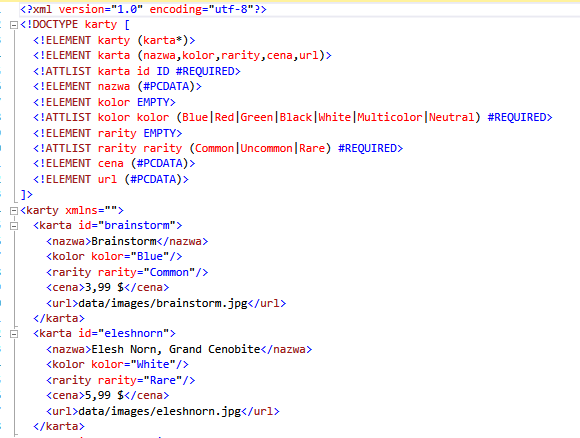 <?xml version="1.0" encoding="utf-8"?>
<!DOCTYPE karty [
<!ELEMENT karty (karta*)>
<!ELEMENT karta (nazwa,kolor,rarity,cena,url)>
<!ATTLIST karta id ID #REQUIRED>
<!ELEMENT nazwa (#PCDATA)>
<!ELEMENT kolor EMPTY>
<!ATTLIST kolor kolor (Blue|Red|Green|Black|White|Multicolor|Neutral) #REQUIRED>
<!ELEMENT rarity EMPTY>
<!ATTLIST rarity rarity (Common|Uncommon|Rare) #REQUIRED>
<!ELEMENT cena (#PCDATA)>
<!ELEMENT url (#PCDATA)>
]>
<karty xmlns="">
<karta id="brainstorm">
<nazwa>Brainstorm</nazwa>
<kolor kolor="Blue"/>
<rarity rarity="Common"/>
<cena>3,99 $</cena>
<url>data/images/brainstorm.jpg</url>
</karta>
<karta id="eleshnorn">
<nazwa>Elesh Norn, Grand Cenobite</nazwa>
<kolor kolor="White"/>
<rarity rarity="Rare"/>
<cena>5,99 $</cena>
<url>data/images/eleshnorn.jpg</url>
</karta>